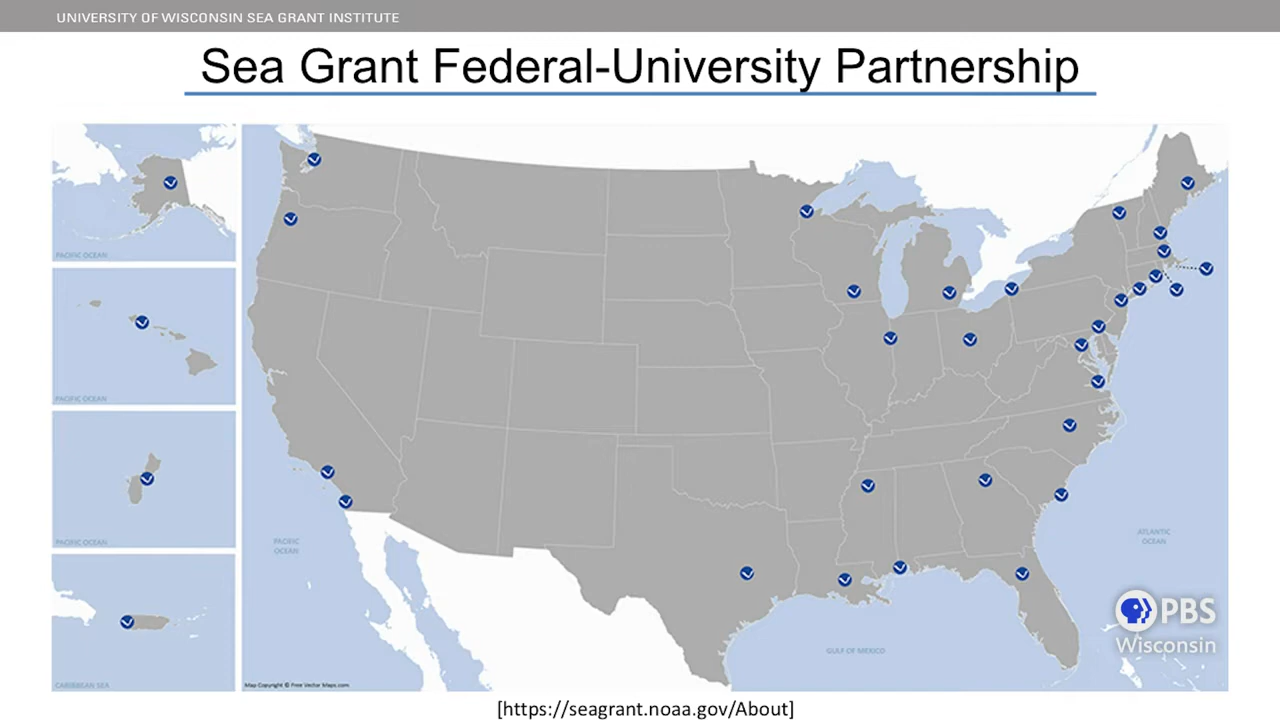 UNIVERSITY OF WISCONSIN SEA GRANT INSTITUTE
Sea Grant Federal-University Partnership
PACIFIC OCEAN
PACIFIC OCEAN
PACIFIC OCEAN
CARIBBEAN SEA
PACIFIC
OCEAN
ATLANTIC
OCEAN
GULF OF MEXICO
Map Copyright © Free Vector Maps.com
PBS
Wisconsin
[https://seagrant.noaa.gov/About]